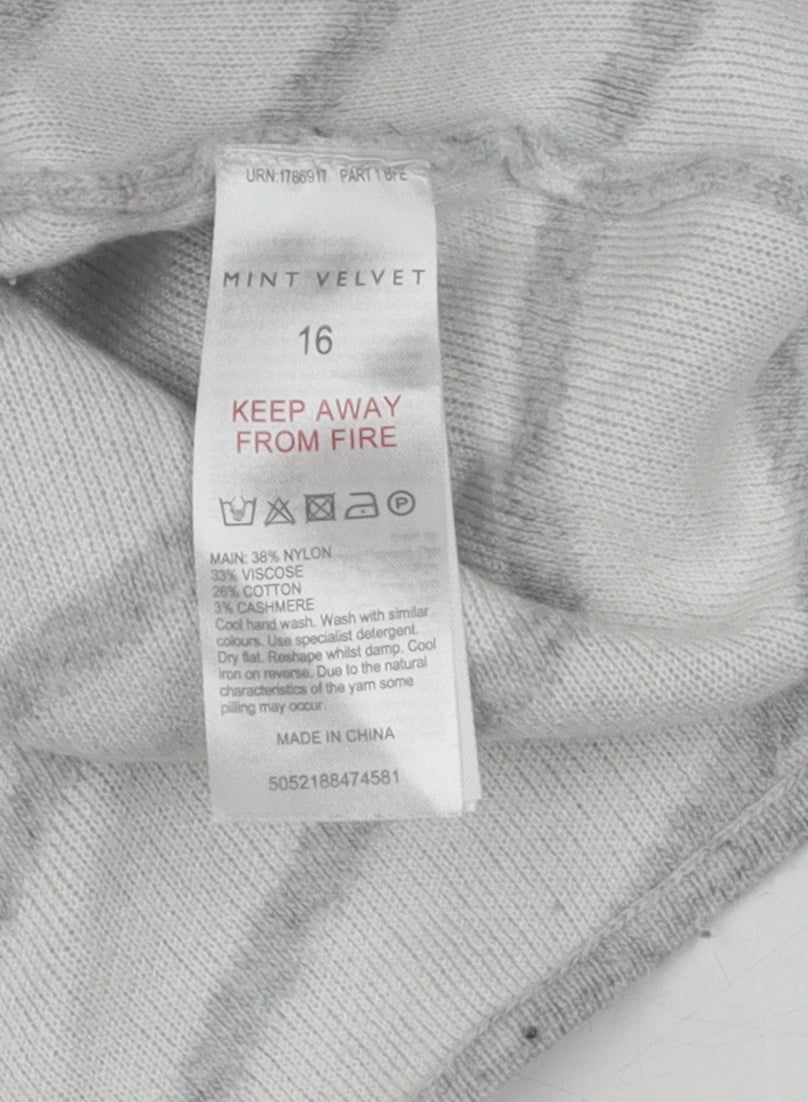 URN:1786917 PART 1 BFE
MINT VELVET
16
KEEP AWAY
FROM FIRE
P
MAIN: 38% NYLON
33% VISCOSE
26% COTTON
3% CASHMERE
Cool hand wash. Wash with similar
colours. Use specialist detergent.
Dry flat. Reshape whilst damp. Cool
iron on reverse. Due to the natural
characteristics of the yarn some
pilling may occur.
MADE IN CHINA
5052188474581